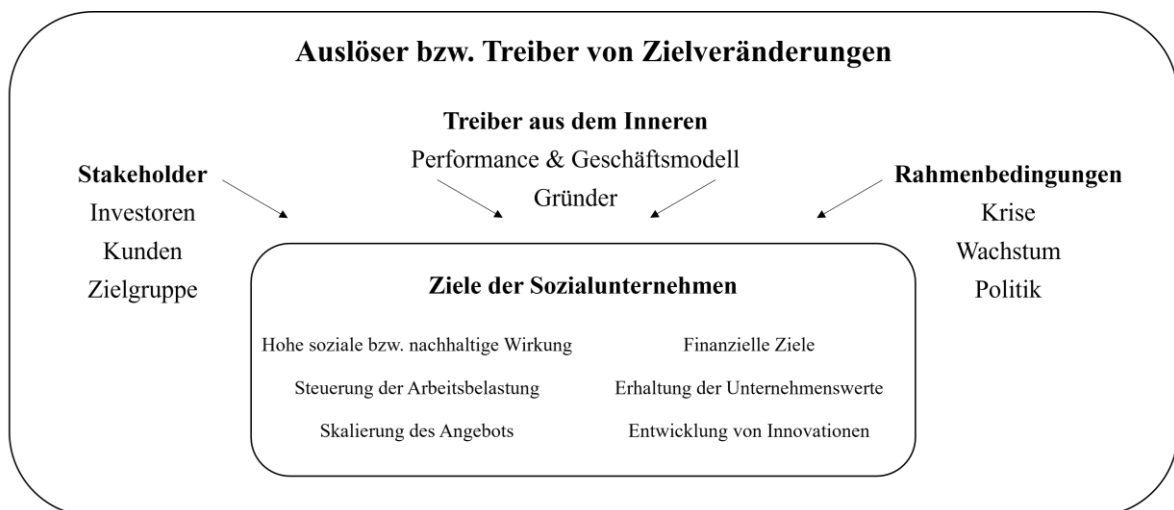 Auslöser bzw. Treiber von Zielveränderungen
Treiber aus dem Inneren
Performance & Geschäftsmodell
Gründer
Stakeholder
Investoren
Kunden
Zielgruppe
Rahmenbedingungen
Krise
Wachstum
Politik
Ziele der Sozialunternehmen
Hohe soziale bzw. nachhaltige Wirkung
Steuerung der Arbeitsbelastung
Skalierung des Angebots
Finanzielle Ziele
Erhaltung der Unternehmenswerte
Entwicklung von Innovationen